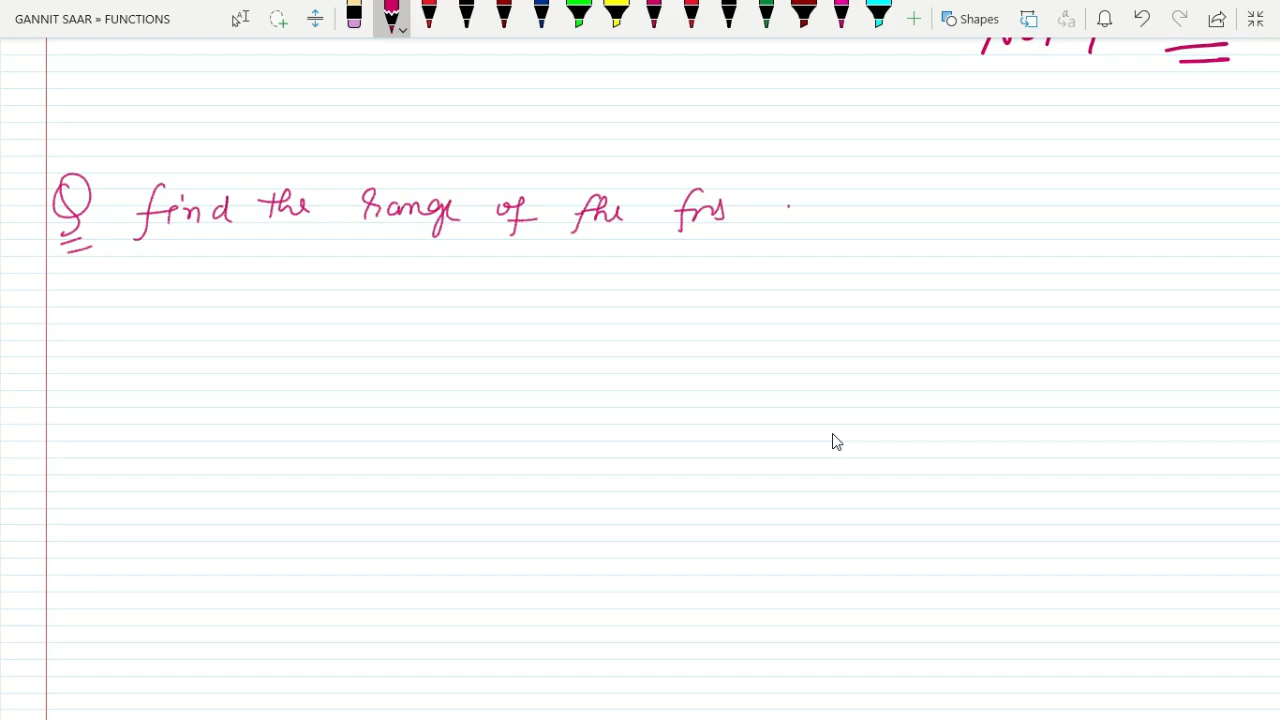 GANNIT SAAR » FUNCTIONS
Shapes
Q find the range of the fns